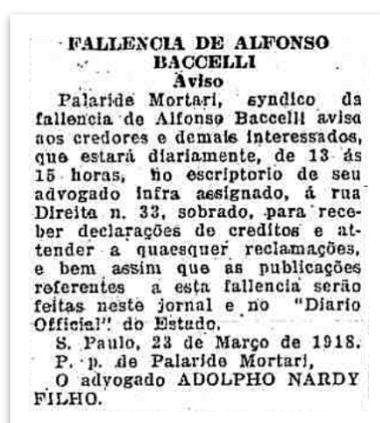 FALLENCIA DE ALFONSO
BACCELLI
Aviso
Palaride Mortari, syndico da
fallencia de Alfonso Baccelli avisa
aos credores e demais interessados,
que estará diariamente, de 13 ás
15 horas, no escriptorio de seu
advogado infra assignado, á rua
Direita n. 33, sobrado, para rece-
ber declarações de creditos e at-
tender a quaesquer reclamações,
e bem assim que as publicações
referentes a esta fallencia serão
feitas neste jornal e no "Diario
Official" do Estado.
S. Paulo, 23 de Março de 1918.
P. p. de Palaride Mortari,
O advogado ADOLPHO NARDY
FILHO.